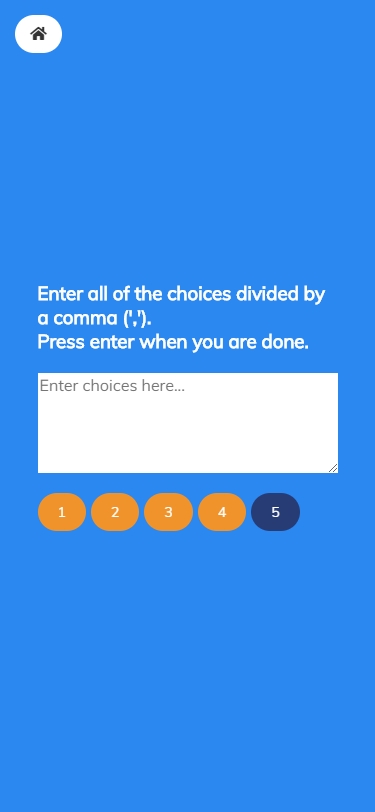 Enter all of the choices divided by
a comma (',').
Press enter when you are done.
Enter choices here...
1 2 3 4 5